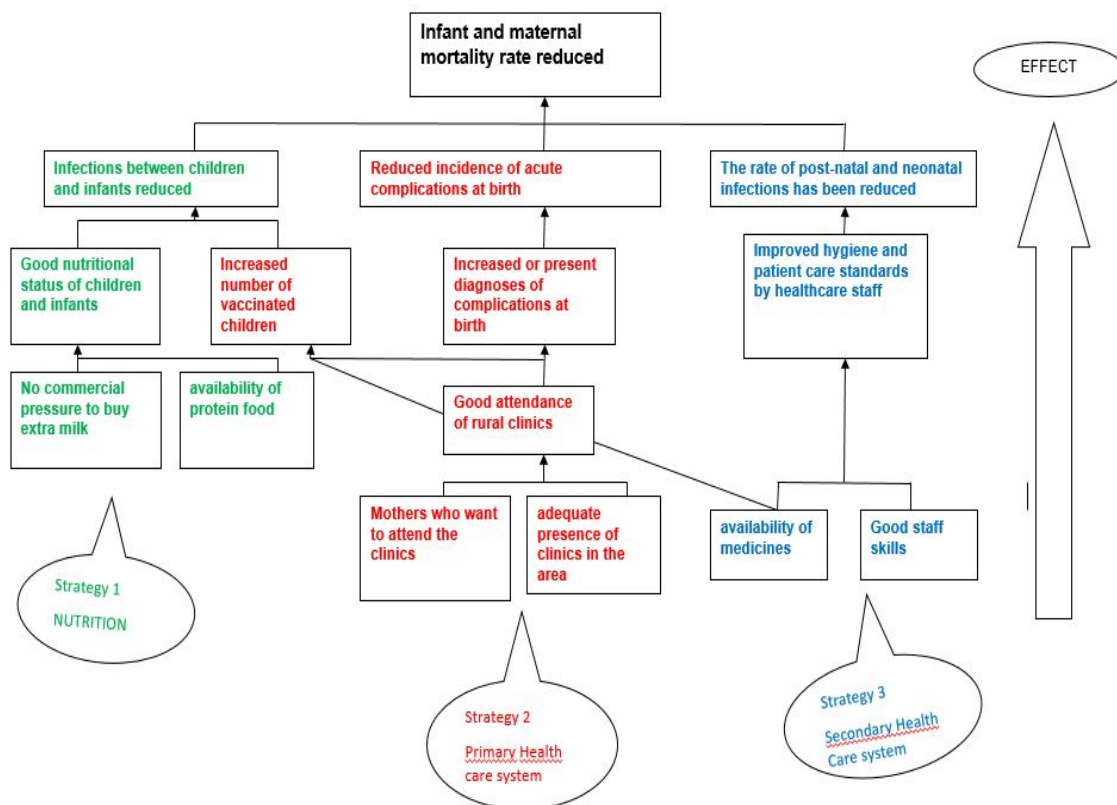 Infant and maternal
mortality rate reduced
EFFECT
Infections between children
and infants reduced
Reduced incidence of acute
complications at birth
The rate of post-natal and neonatal
infections has been reduced
Good nutritional
status of children
and infants
Increased
number of
vaccinated
children
Increased or present
diagnoses of
complications at
birth
Improved hygiene and
patient care standards
by healthcare staff
No commercial
pressure to buy
extra milk
availability of
protein food
Good attendance
of rural clinics
Mothers who want
to attend the
clinics
adequate
presence of
clinics in the
area
availability of
medicines
Good staff
skills
Strategy 1
NUTRITION
Strategy 2
Primary Health
care system
Strategy 3
Secondary Health
Care system